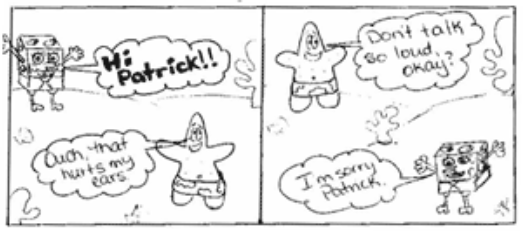 Hi
Patrick!!
Ouch, that
hurts my
ears.
Don't talk
so loud,
okay?
I'm sorry
Patrick.